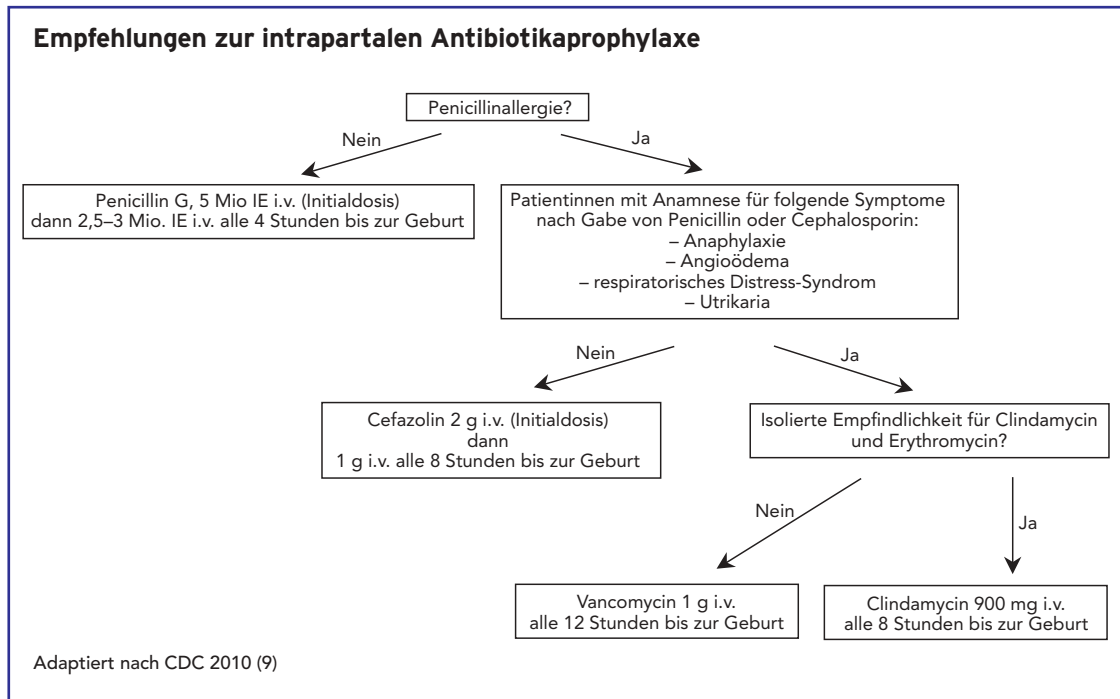 Empfehlungen zur intrapartalen Antibiotikaprophylaxe
Penicillinallergie?
Nein
Ja
Penicillin G, 5 Mio IE i.v. (Initialdosis)
dann 2,5–3 Mio. IE i.v. alle 4 Stunden bis zur Geburt
Patientinnen mit Anamnese für folgende Symptome
nach Gabe von Penicillin oder Cephalosporin:
– Anaphylaxie
– Angioödema
– respiratorisches Distress-Syndrom
– Utrikaria
Nein
Ja
Cefazolin 2 g i.v. (Initialdosis)
dann
1 g i.v. alle 8 Stunden bis zur Geburt
Isolierte Empfindlichkeit für Clindamycin
und Erythromycin?
Nein
Ja
Vancomycin 1 g i.v.
alle 12 Stunden bis zur Geburt
Clindamycin 900 mg i.v.
alle 8 Stunden bis zur Geburt
Adaptiert nach CDC 2010 (9)